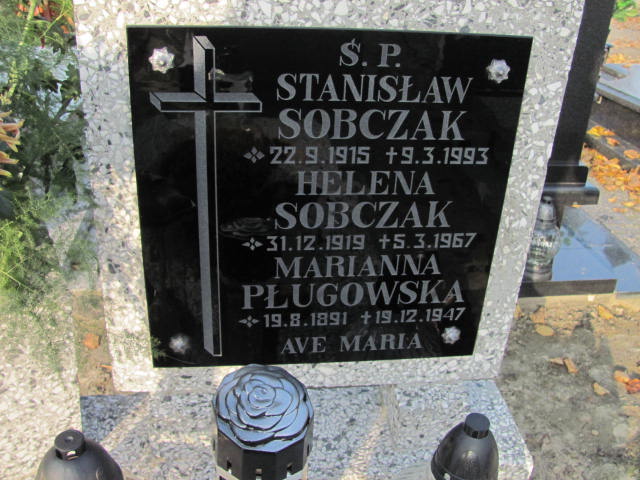 Ś. P.
STANISŁAW
SOBCZAK
22.9.1915 +9.3.1993
HELENA
SOBCZAK
31.12.1919 +5.3.1967
MARIANNA
PŁUGOWSKA
19.8.1891 +19.12.1947
AVE MARIA